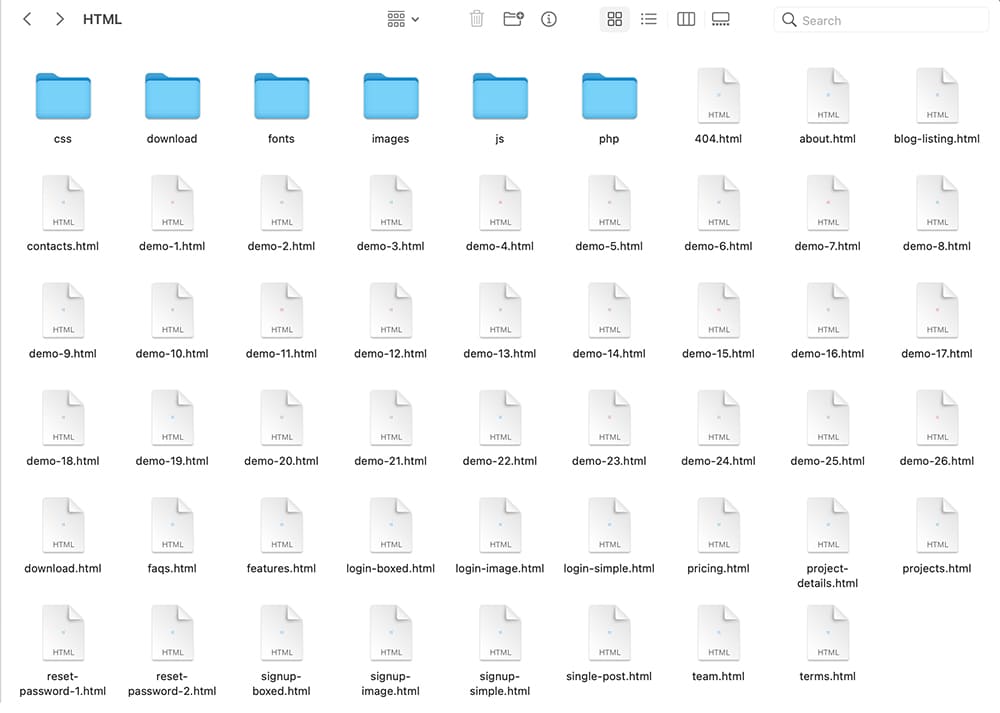 HTML
Search
css
download
fonts
images
js
php
HTML
404.html
HTML
about.html
HTML
blog-listing.html
HTML
contacts.html
HTML
demo-1.html
HTML
demo-2.html
HTML
demo-3.html
HTML
demo-4.html
HTML
demo-5.html
HTML
demo-6.html
HTML
demo-7.html
HTML
demo-8.html
HTML
demo-9.html
HTML
demo-10.html
HTML
demo-11.html
HTML
demo-12.html
HTML
demo-13.html
HTML
demo-14.html
HTML
demo-15.html
HTML
demo-16.html
HTML
demo-17.html
HTML
demo-18.html
HTML
demo-19.html
HTML
demo-20.html
HTML
demo-21.html
HTML
demo-22.html
HTML
demo-23.html
HTML
demo-24.html
HTML
demo-25.html
HTML
demo-26.html
HTML
download.html
HTML
faqs.html
HTML
features.html
HTML
login-boxed.html
HTML
login-image.html
HTML
login-simple.html
HTML
pricing.html
HTML
project-
details.html
HTML
projects.html
HTML
reset-
password-1.html
HTML
reset-
password-2.html
HTML
signup-
boxed.html
HTML
signup-
image.html
HTML
signup-
simple.html
HTML
single-post.html
HTML
team.html
HTML
terms.html